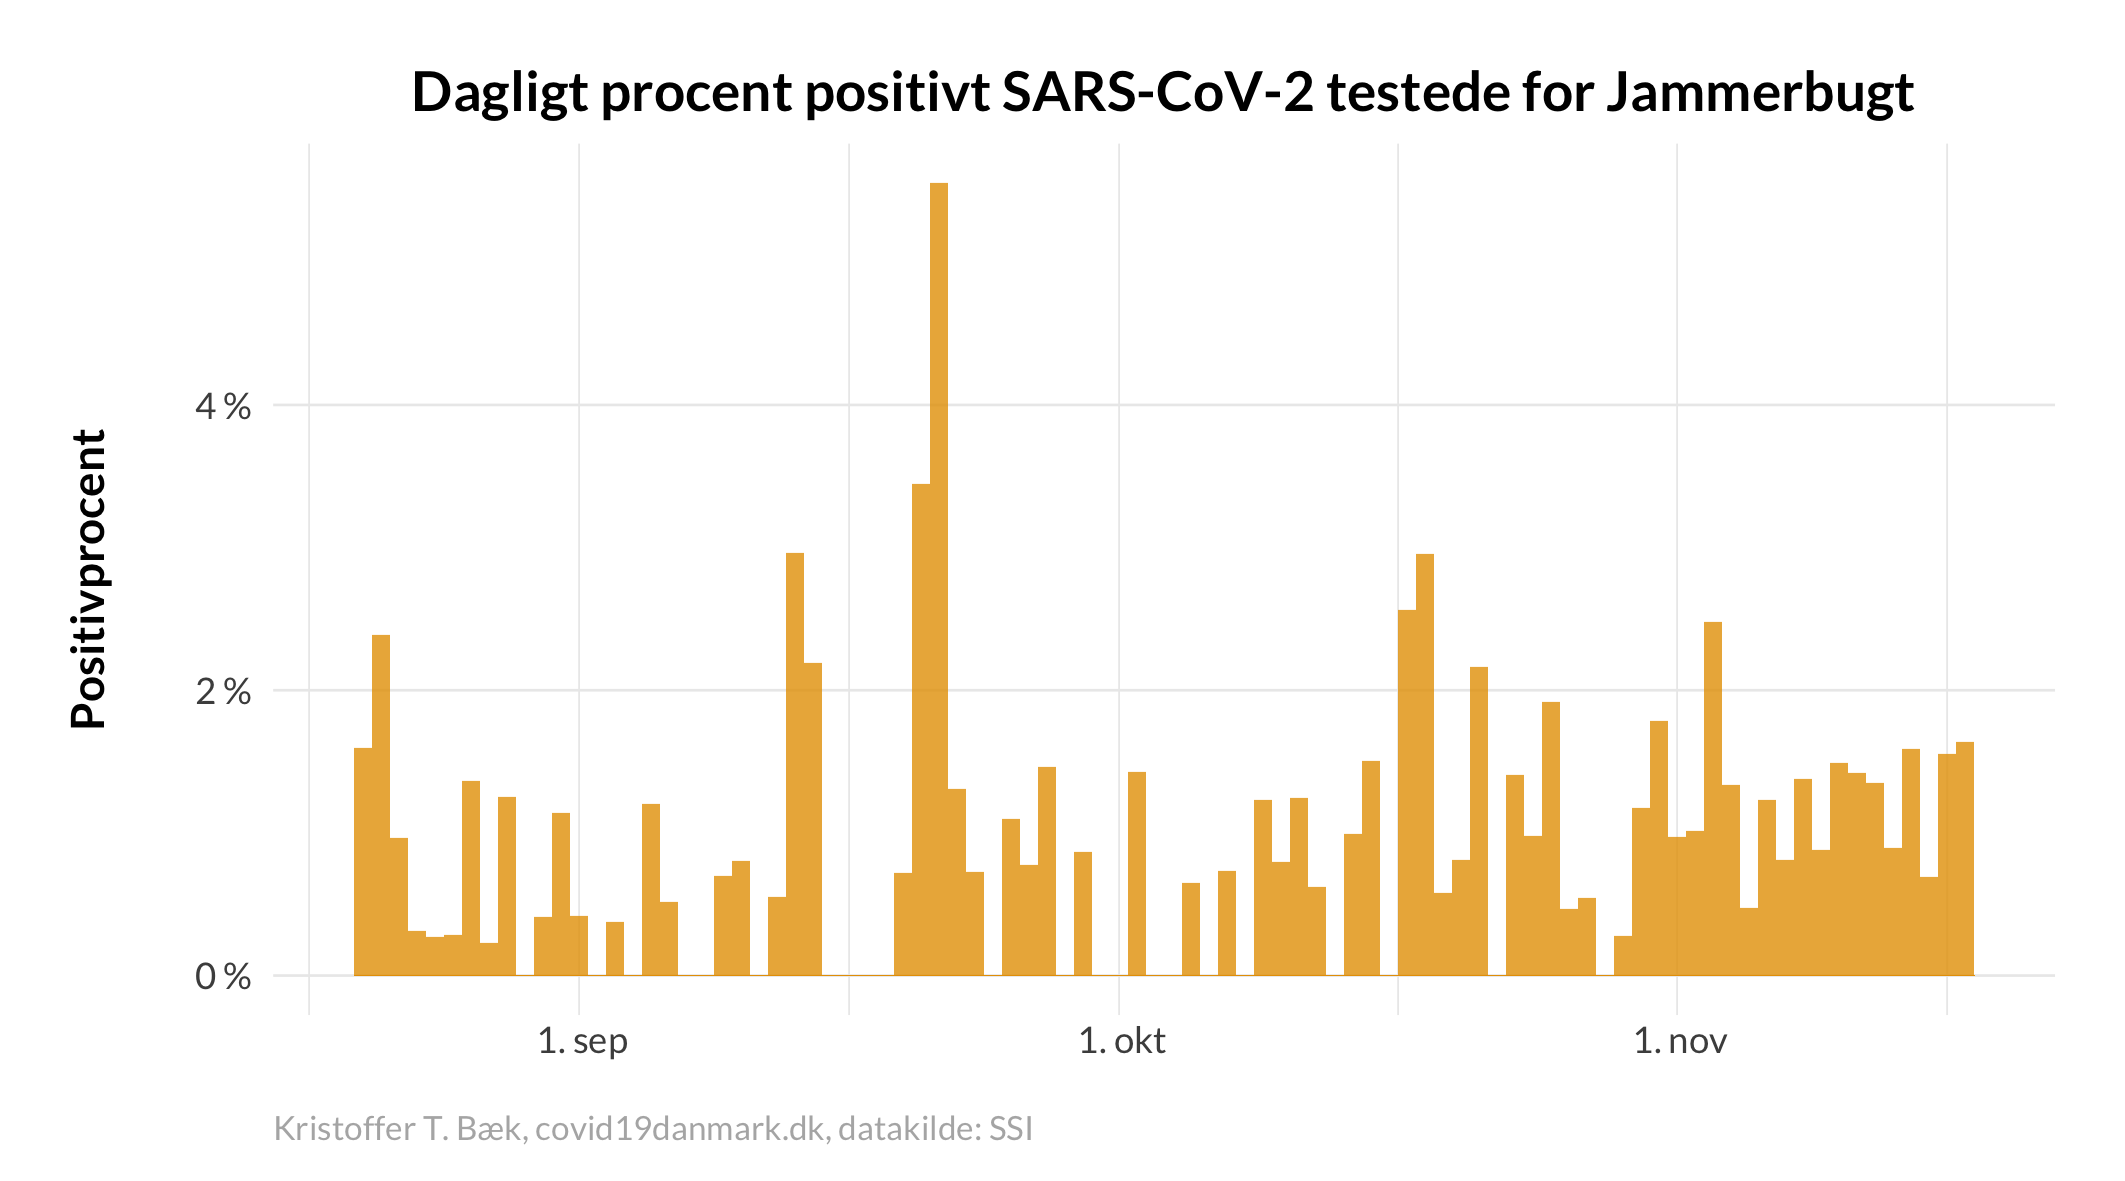 Dagligt procent positivt SARS-CoV-2 testede for Jammerbugt
Positivprocent
4 %
2 %
0 %
1. sep
1. okt
1. nov
Kristoffer T. Bæk, covid19danmark.dk, datakilde: SSI